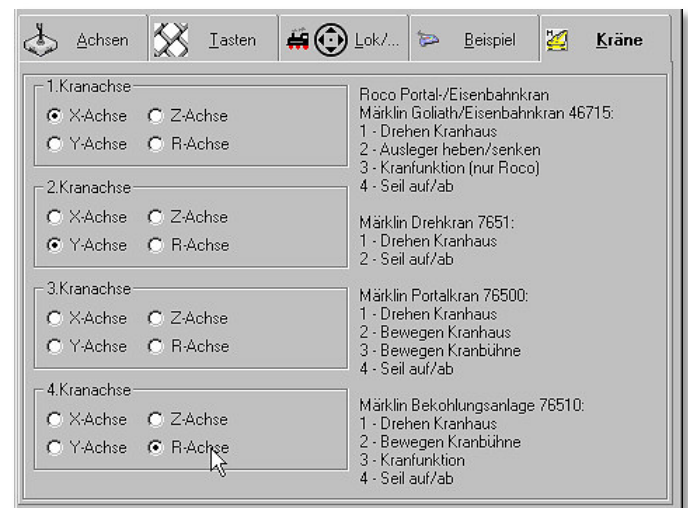 Achsen Tasten Lok/... Beispiel Kräne
1.Kranachse
X-Achse Z-Achse
Y-Achse R-Achse
2.Kranachse
X-Achse Z-Achse
Y-Achse R-Achse
3.Kranachse
X-Achse Z-Achse
Y-Achse R-Achse
4.Kranachse
X-Achse Z-Achse
Y-Achse R-Achse
Roco Portal-/Eisenbahnkran
Märklin Goliath/Eisenbahnkran 46715:
1 - Drehen Kranhaus
2 - Ausleger heben/senken
3 - Kranfunktion (nur Roco)
4 - Seil auf/ab
Märklin Drehkran 7651:
1 - Drehen Kranhaus
2 - Seil auf/ab
Märklin Portalkran 76500:
1 - Drehen Kranhaus
2 - Bewegen Kranhaus
3 - Bewegen Kranbühne
4 - Seil auf/ab
Märklin Bekohlungsanlage 76510:
1 - Drehen Kranhaus
2 - Bewegen Kranbühne
3 - Kranfunktion
4 - Seil auf/ab